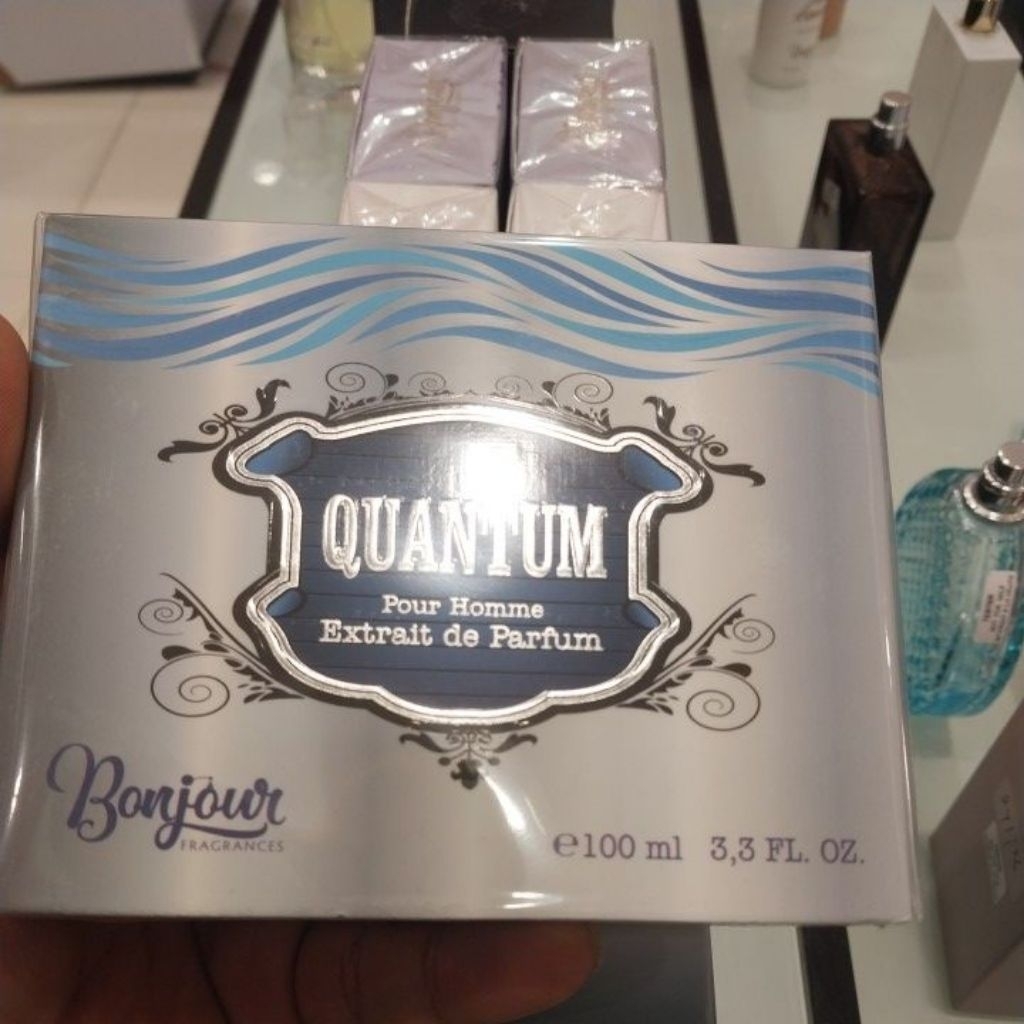 QUANTUM
Pour Homme
Extrait de Parfum
Bonjour
FRAGRANCES
℮100 ml 3,3 FL. OZ.